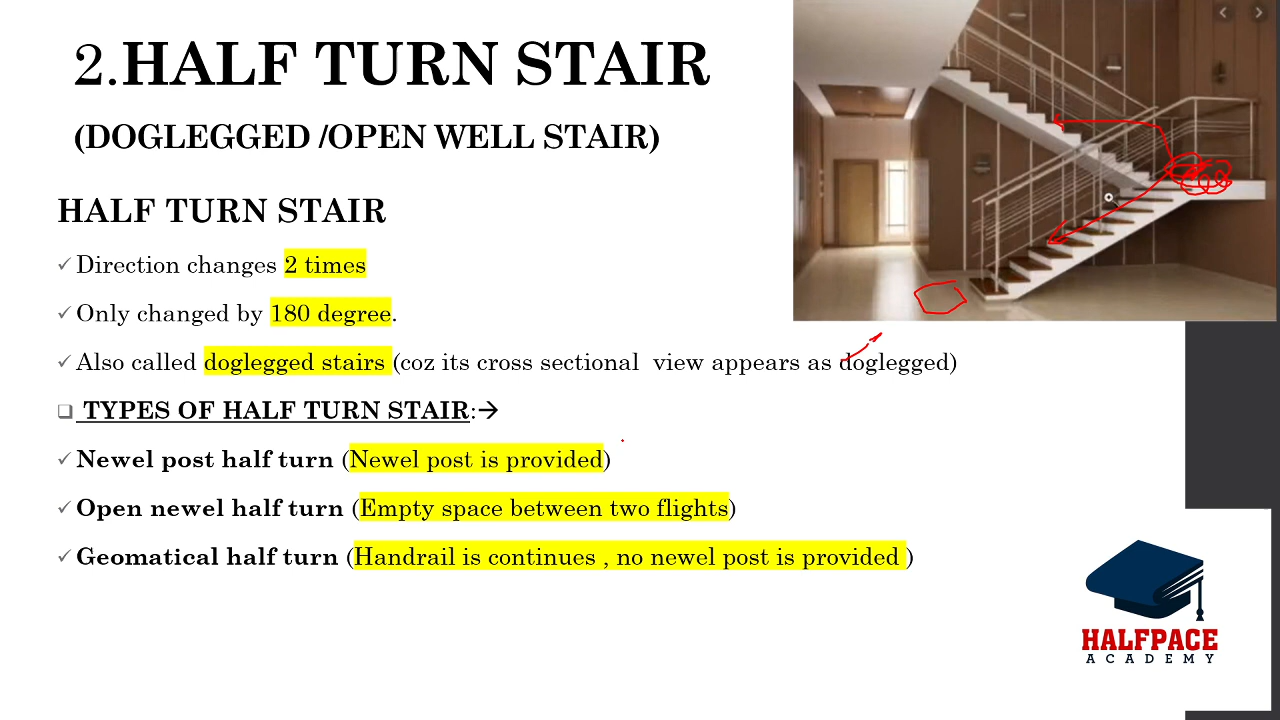 2.HALF TURN STAIR
(DOGLEGGED /OPEN WELL STAIR)
HALF TURN STAIR
✓Direction changes 2 times
✓Only changed by 180 degree.
✓Also called doglegged stairs (coz its cross sectional view appears as doglegged)
❑ TYPES OF HALF TURN STAIR:→
✓Newel post half turn (Newel post is provided)
✓Open newel half turn (Empty space between two flights)
✓Geomatical half turn (Handrail is continues , no newel post is provided )
HALFPACE
ACADEMY